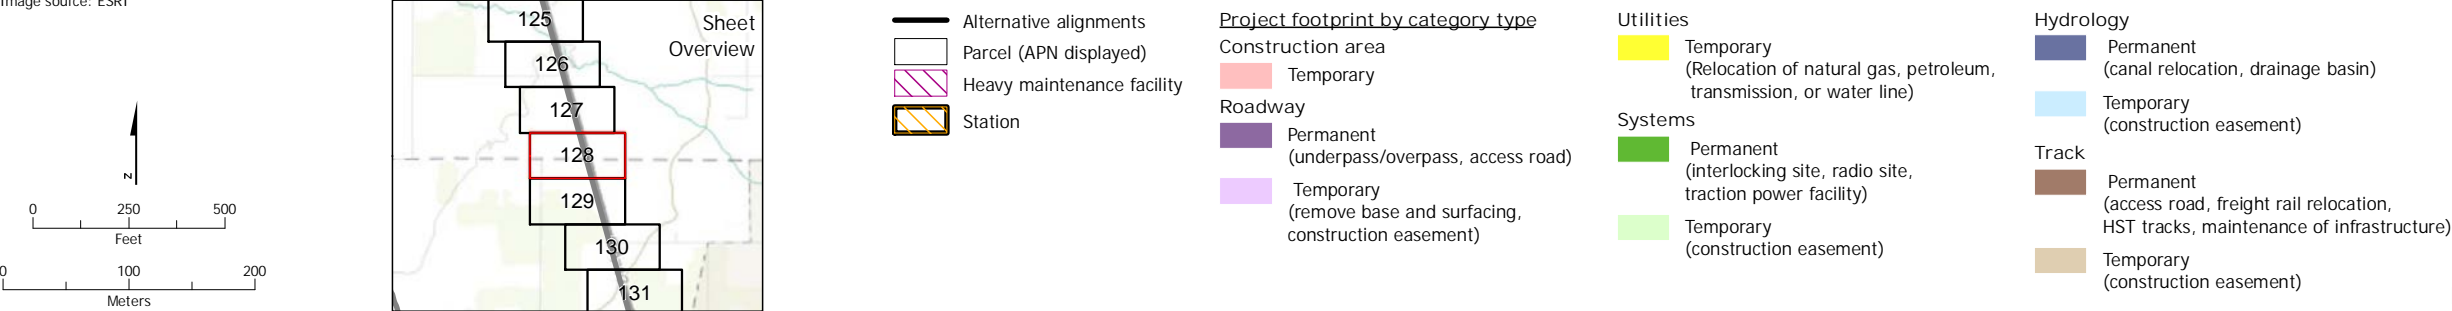 Image source: ESRI
N
0 250 500
Feet
0 100 200
Meters
Sheet
Overview
125
126
127
128
129
130
131
Alternative alignments
Parcel (APN displayed)
Heavy maintenance facility
Station
Project footprint by category type
Construction area
Temporary
Roadway
Permanent
(underpass/overpass, access road)
Temporary
(remove base and surfacing,
construction easement)
Utilities
Temporary
(Relocation of natural gas, petroleum,
transmission, or water line)
Systems
Permanent
(interlocking site, radio site,
traction power facility)
Temporary
(construction easement)
Hydrology
Permanent
(canal relocation, drainage basin)
Temporary
(construction easement)
Track
Permanent
(access road, freight rail relocation,
HST tracks, maintenance of infrastructure)
Temporary
(construction easement)